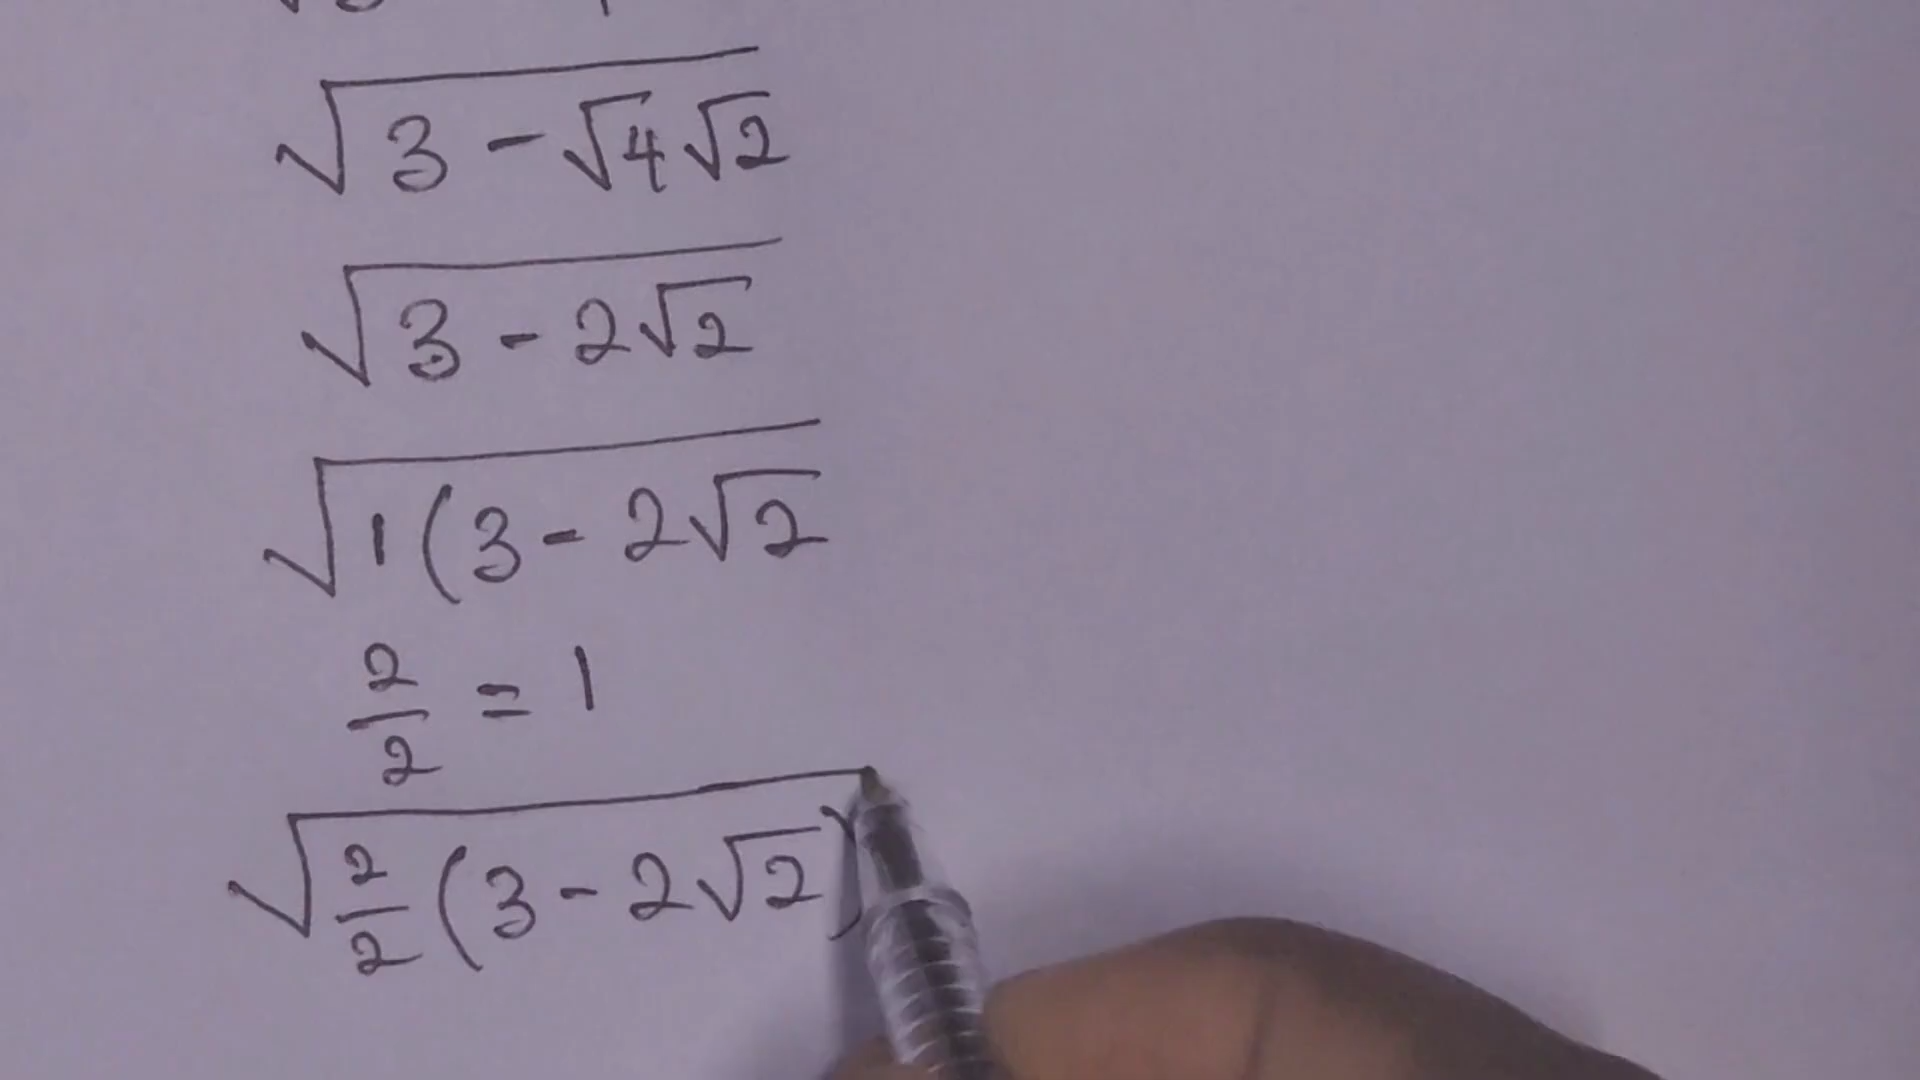 √(3 - √4√2)
√(3 - 2√2)
√(1(3 - 2√2)
2/2 = 1
√(2/2(3 - 2√2))